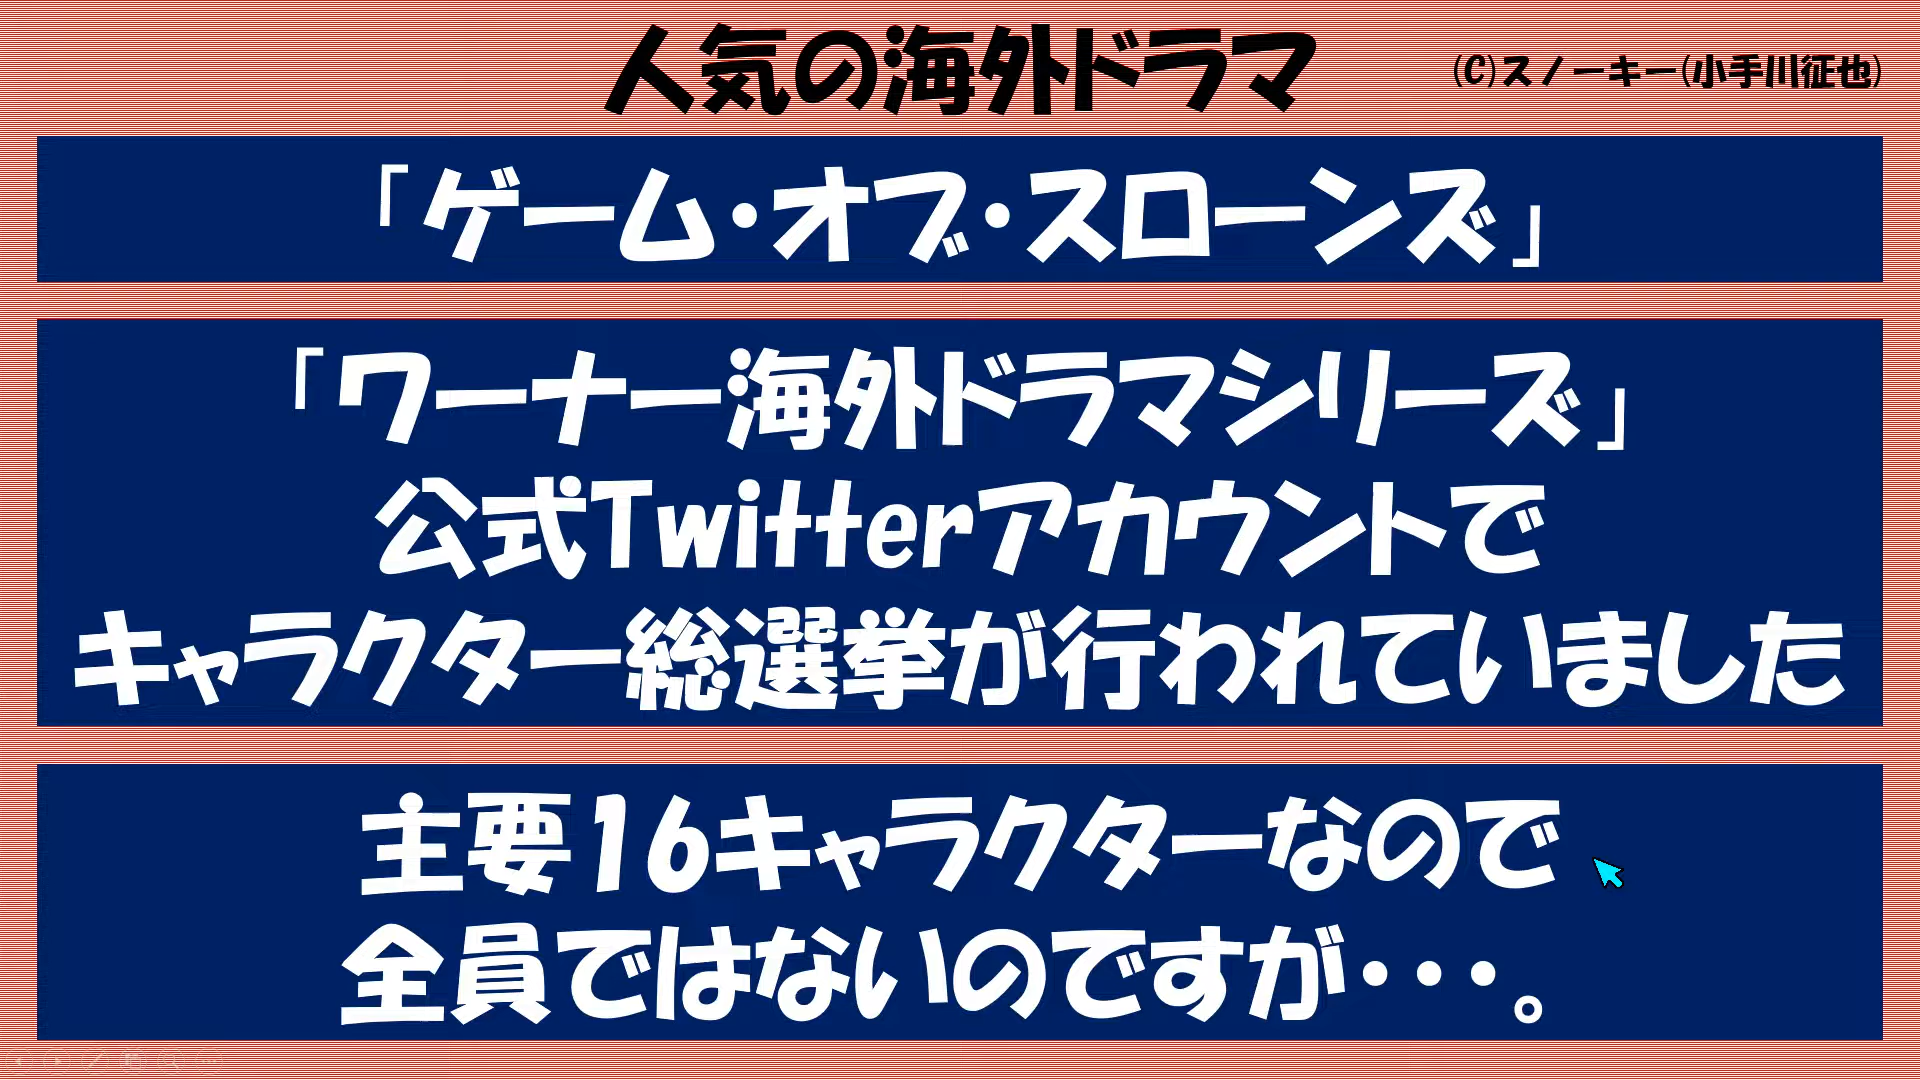 人気の海外ドラマ
(C)スノーキー(小手川征也)
「ゲーム・オブ・スローンズ」
「ワーナー海外ドラマシリーズ」
公式Twitterアカウントで
キャラクター総選挙が行われていました
主要16キャラクターなので
全員ではないのですが・・・。